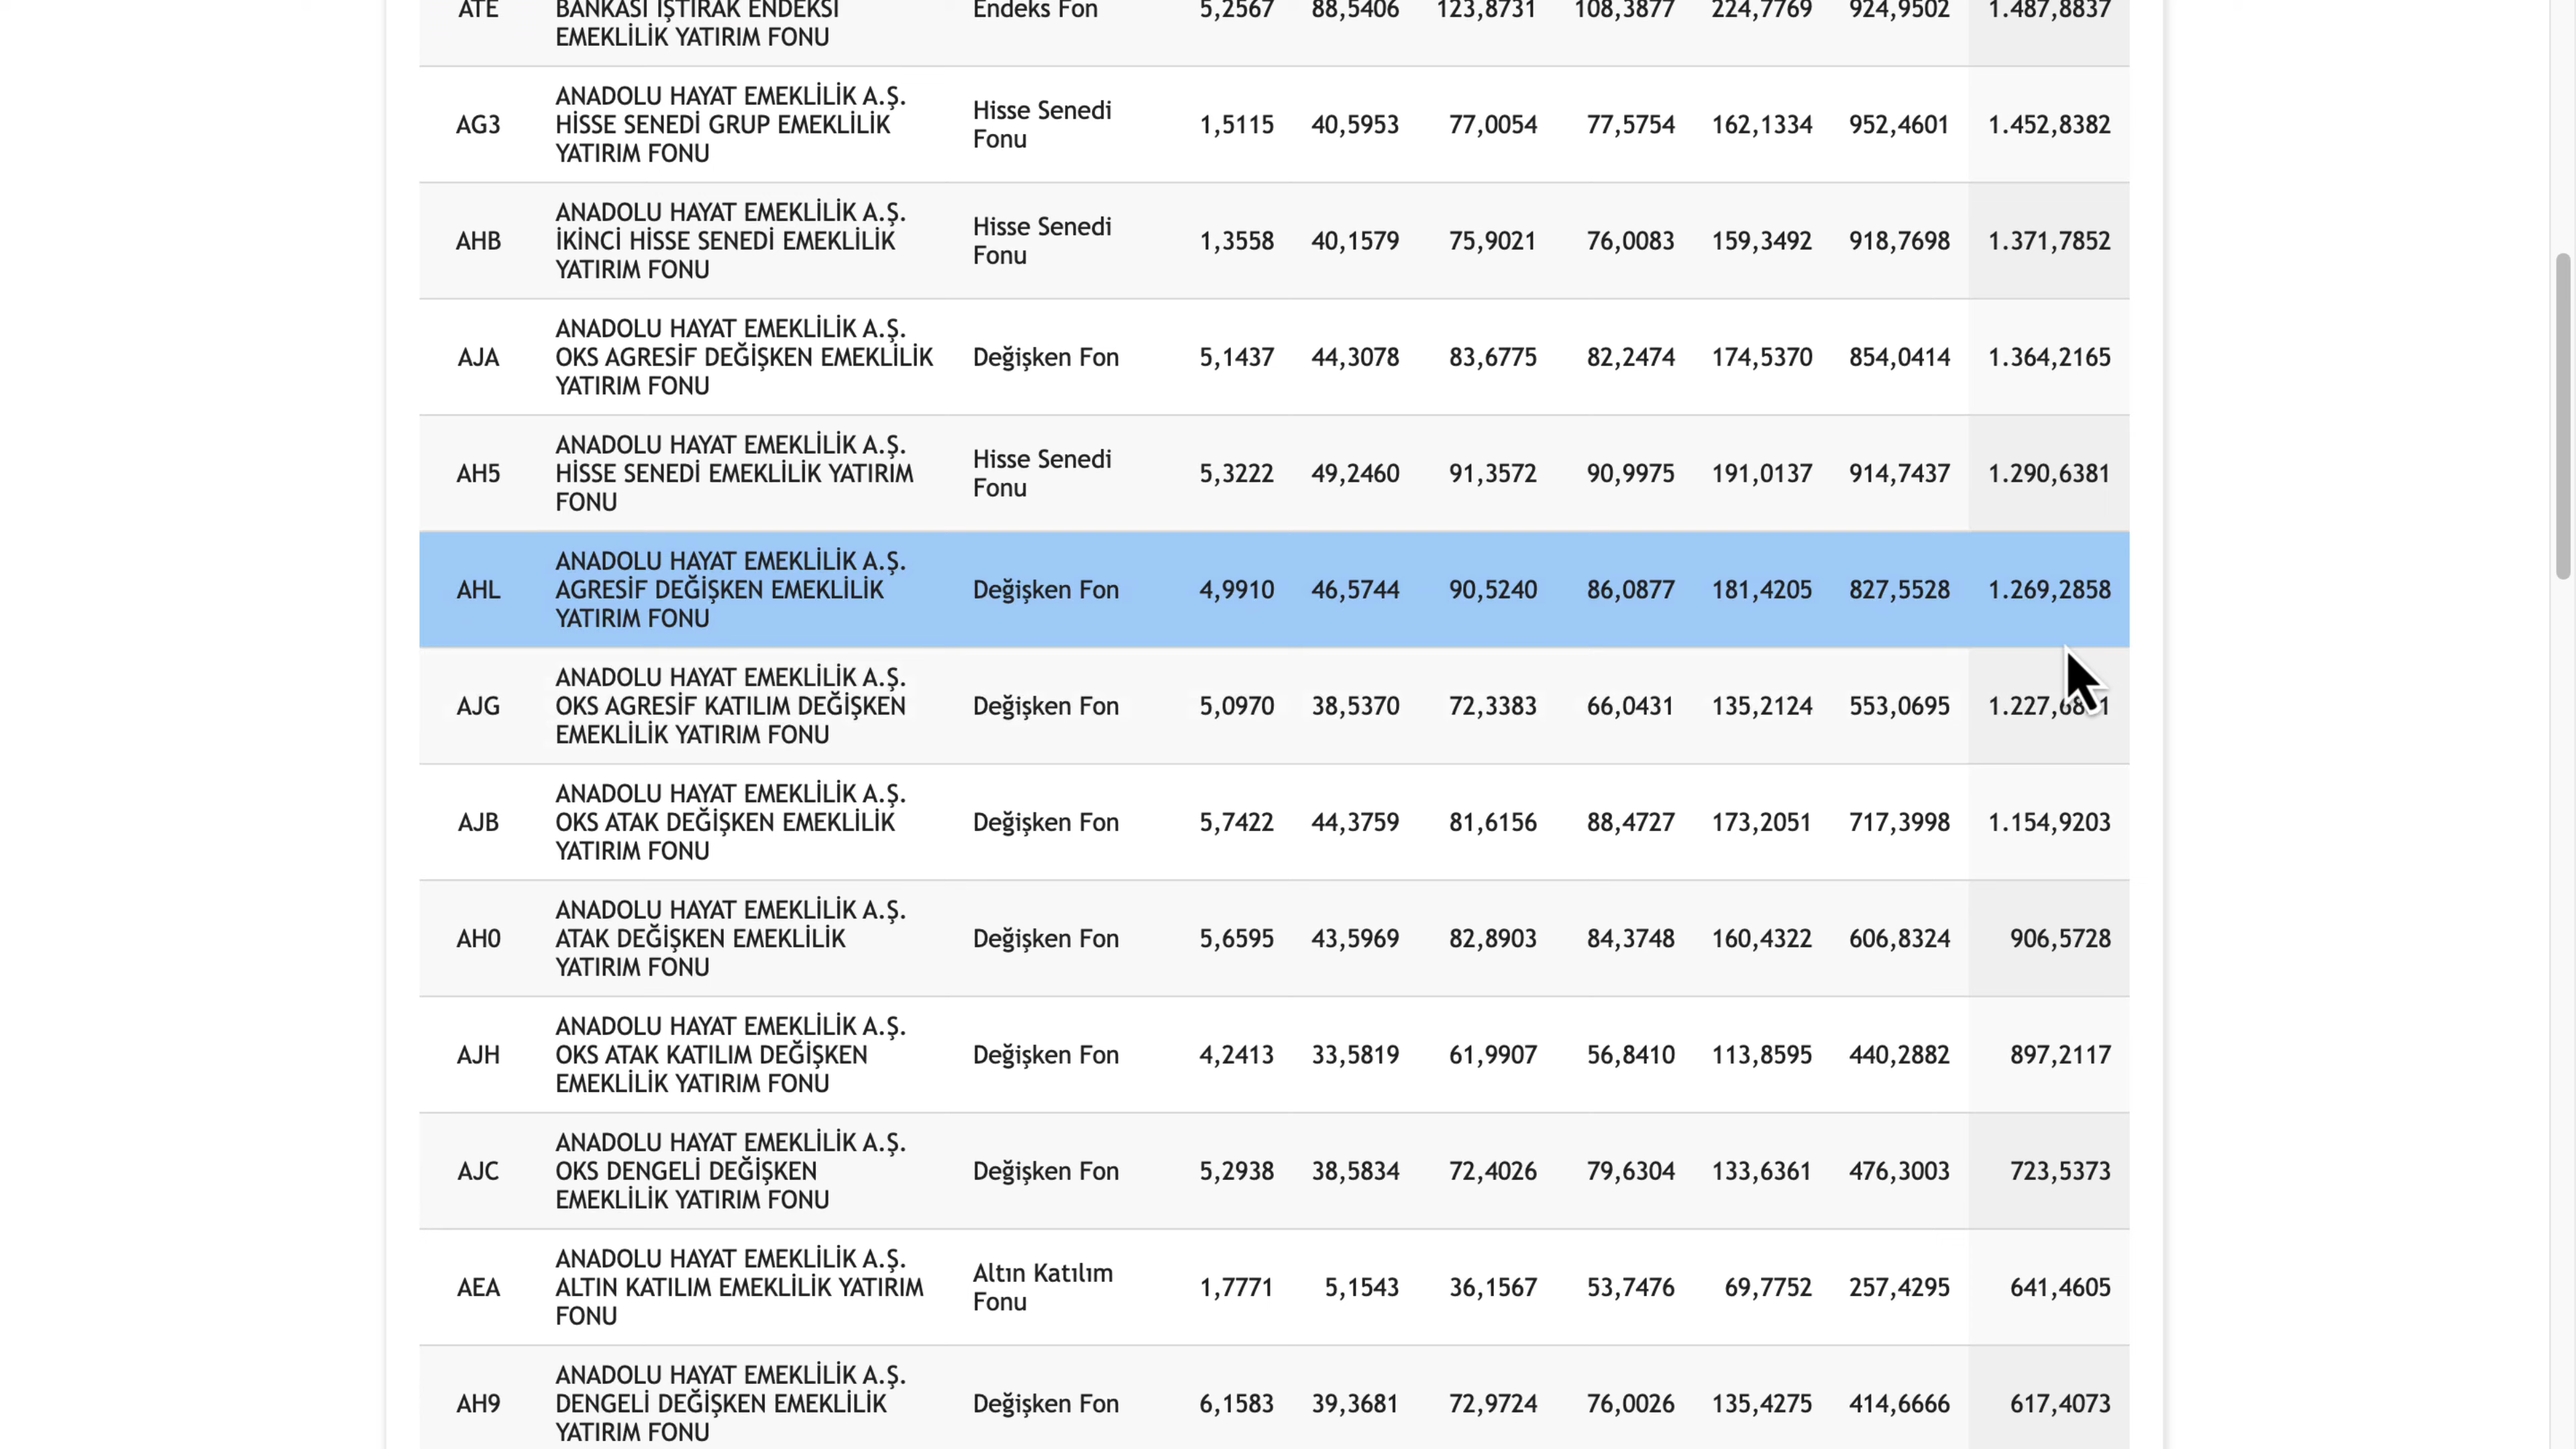 ATE BANKASI İŞTIRAK ENDEKSİ Endeks Fon 5,2567 88,5406 123,8731 108,3877 224,7769 924,9502 1.487,8837
EMEKLİLİK YATIRIM FONU
ANADOLU HAYAT EMEKLİLİK A.Ş.
AG3 HİSSE SENEDİ GRUP EMEKLİLİK Hisse Senedi Fonu 1,5115 40,5953 77,0054 77,5754 162,1334 952,4601 1.452,8382
YATIRIM FONU
ANADOLU HAYAT EMEKLİLİK A.Ş.
AHB İKİNCİ HİSSE SENEDİ EMEKLİLİK Hisse Senedi Fonu 1,3558 40,1579 75,9021 76,0083 159,3492 918,7698 1.371,7852
YATIRIM FONU
ANADOLU HAYAT EMEKLİLİK A.Ş.
AJA OKS AGRESİF DEĞİŞKEN EMEKLİLİK Değişken Fon 5,1437 44,3078 83,6775 82,2474 174,5370 854,0414 1.364,2165
YATIRIM FONU
ANADOLU HAYAT EMEKLİLİK A.Ş.
AH5 HİSSE SENEDİ EMEKLİLİK YATIRIM Hisse Senedi Fonu 5,3222 49,2460 91,3572 90,9975 191,0137 914,7437 1.290,6381
FONU
ANADOLU HAYAT EMEKLİLİK A.Ş.
AHL AGRESİF DEĞİŞKEN EMEKLİLİK Değişken Fon 4,9910 46,5744 90,5240 86,0877 181,4205 827,5528 1.269,2858
YATIRIM FONU
ANADOLU HAYAT EMEKLİLİK A.Ş.
AJG OKS AGRESİF KATILIM DEĞİŞKEN Değişken Fon 5,0970 38,5370 72,3383 66,0431 135,2124 553,0695
EMEKLİLİK YATIRIM FONU
ANADOLU HAYAT EMEKLİLİK A.Ş.
AJB OKS ATAK DEĞİŞKEN EMEKLİLİK Değişken Fon 5,7422 44,3759 81,6156 88,4727 173,2051 717,3998 1.154,9203
YATIRIM FONU
ANADOLU HAYAT EMEKLİLİK A.Ş.
AH0 ATAK DEĞİŞKEN EMEKLİLİK Değişken Fon 5,6595 43,5969 82,8903 84,3748 160,4322 606,8324 906,5728
YATIRIM FONU
ANADOLU HAYAT EMEKLİLİK A.Ş.
AJH OKS ATAK KATILIM DEĞİŞKEN Değişken Fon 4,2413 33,5819 61,9907 56,8410 113,8595 440,2882 897,2117
EMEKLİLİK YATIRIM FONU
ANADOLU HAYAT EMEKLİLİK A.Ş.
AJC OKS DENGELİ DEĞİŞKEN Değişken Fon 5,2938 38,5834 72,4026 79,6304 133,6361 476,3003 723,5373
EMEKLİLİK YATIRIM FONU
ANADOLU HAYAT EMEKLİLİK A.Ş.
AEA ALTIN KATILIM EMEKLİLİK YATIRIM Altın Katılım Fonu 1,7771 5,1543 36,1567 53,7476 69,7752 257,4295 641,4605
FONU
ANADOLU HAYAT EMEKLİLİK A.Ş.
AH9 DENGELİ DEĞİŞKEN EMEKLİLİK Değişken Fon 6,1583 39,3681 72,9724 76,0026 135,4275 414,6666 617,4073
YATIRIM FONU